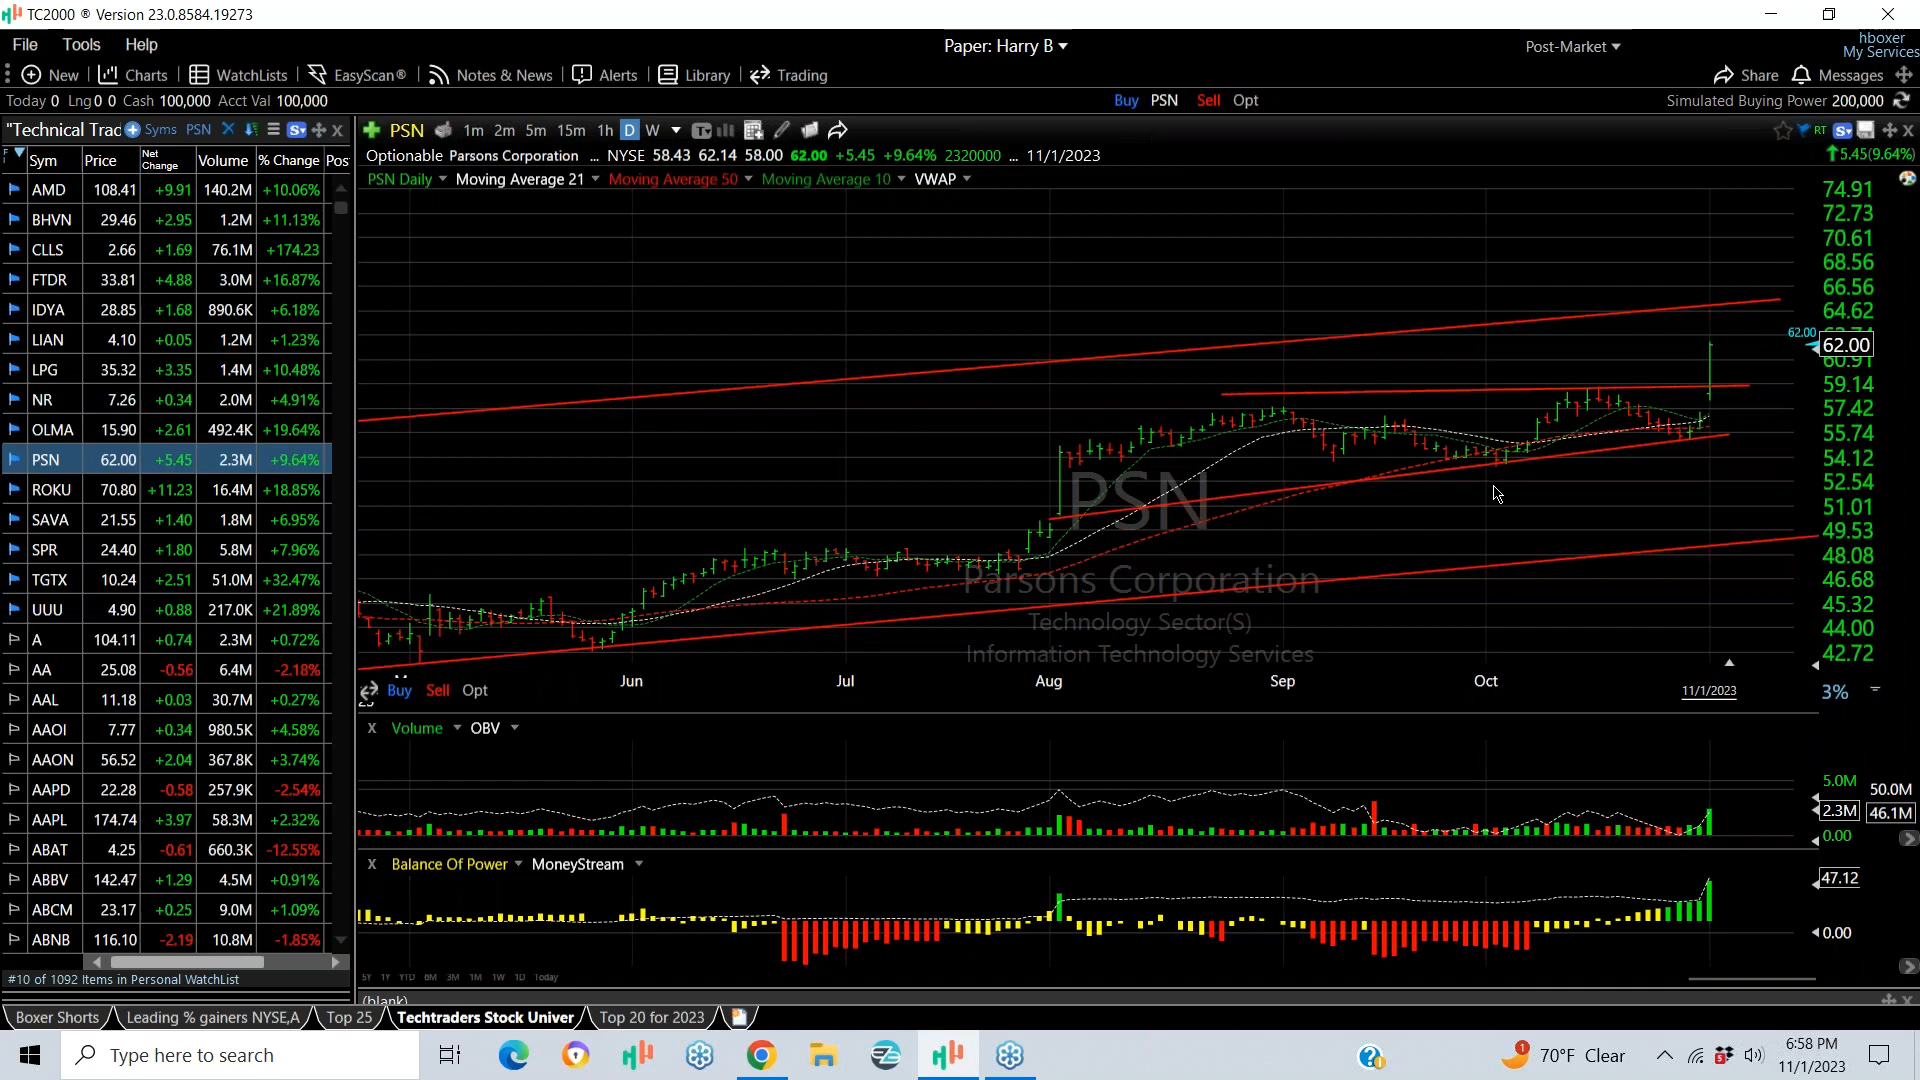 TC2000 ® Version 23.0.8584.19273
File Tools Help
Paper: Harry B
Post-Market
hboxer
My Services
New Charts WatchLists EasyScan® Notes & News Alerts Library Trading
Share Messages
Today 0 Lng 0 0 Cash 100,000 Acct Val 100,000
Buy PSN Sell Opt
Simulated Buying Power 200,000
"Technical Trac Syms PSN
PSN 1m 2m 5m 15m 1h D W
RT
Optionable Parsons Corporation ... NYSE 58.43 62.14 58.00 62.00 +5.45 +9.64% 2320000 ... 11/1/2023
5.45(9.64%)
PSN Daily Moving Average 21 Moving Average 50 Moving Average 10 VWAP
Sym Price Net Change Volume % Change Pos
AMD 108.41 +9.91 140.2M +10.06%
BHVN 29.46 +2.95 1.2M +11.13%
CLLS 2.66 +1.69 76.1M +174.23
FTDR 33.81 +4.88 3.0M +16.87%
IDYA 28.85 +1.68 890.6K +6.18%
LIAN 4.10 +0.05 1.2M +1.23%
LPG 35.32 +3.35 1.4M +10.48%
NR 7.26 +0.34 2.0M +4.91%
OLMA 15.90 +2.61 492.4K +19.64%
PSN 62.00 +5.45 2.3M +9.64%
ROKU 70.80 +11.23 16.4M +18.85%
SAVA 21.55 +1.40 1.8M +6.95%
SPR 24.40 +1.80 5.8M +7.96%
TGTX 10.24 +2.51 51.0M +32.47%
UUU 4.90 +0.88 217.0K +21.89%
A 104.11 +0.74 2.3M +0.72%
AA 25.08 -0.56 6.4M -2.18%
AAL 11.18 +0.03 30.7M +0.27%
AAOI 7.77 +0.34 980.5K +4.58%
AAON 56.52 +2.04 367.8K +3.74%
AAPD 22.28 -0.58 257.9K -2.54%
AAPL 174.74 +3.97 58.3M +2.32%
ABAT 4.25 -0.61 660.3K -12.55%
ABBV 142.47 +1.29 4.5M +0.91%
ABCM 23.17 +0.25 9.0M +1.09%
ABNB 116.10 -2.19 10.8M -1.85%
#10 of 1092 Items in Personal WatchList
74.91
72.73
70.61
68.56
66.56
64.62
62.00
62.00
60.91
59.14
57.42
55.74
54.12
52.54
51.01
49.53
48.08
46.68
45.32
44.00
42.72
3%
PSN
Parsons Corporation
Technology Sector(S)
Information Technology Services
Jun Jul Aug Sep Oct 11/1/2023
Buy Sell Opt
X Volume OBV
5.0M 50.0M
2.3M 46.1M
0.00
X Balance Of Power MoneyStream
47.12
0.00
5Y 1Y YTD 6M 3M 1M 1W 1D Today
(blank)
Boxer Shorts Leading % gainers NYSE,A Top 25 Techtraders Stock Univer Top 20 for 2023
Type here to search
1
70°F Clear
6:58 PM
11/1/2023